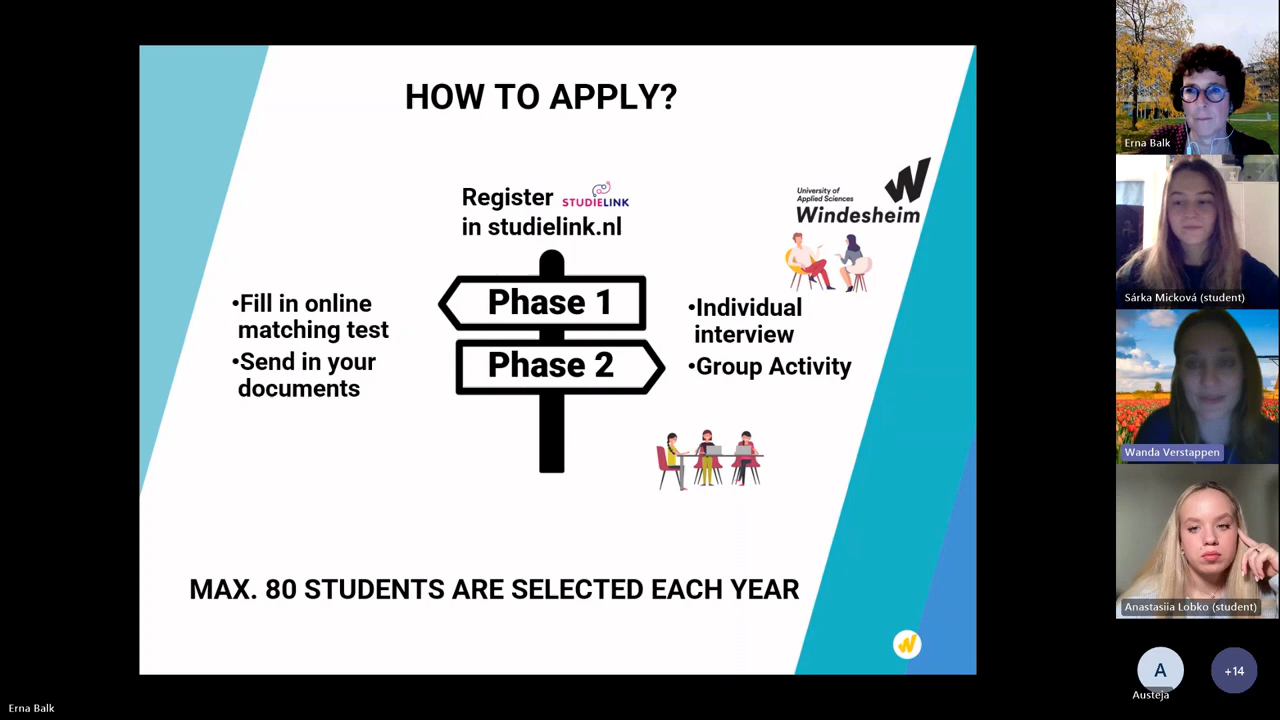 HOW TO APPLY?
Register STUDIELINK
in studielink.nl
University of
Applied Sciences
Windesheim
•Fill in online
matching test
•Send in your
documents
Phase 1
Phase 2
•Individual
interview
•Group Activity
MAX. 80 STUDENTS ARE SELECTED EACH YEAR
Erna Balk
Sárka Micková (student)
Wanda Verstappen
Anastasiia Lobko (student)
A
Austeja
+14
Erna Balk